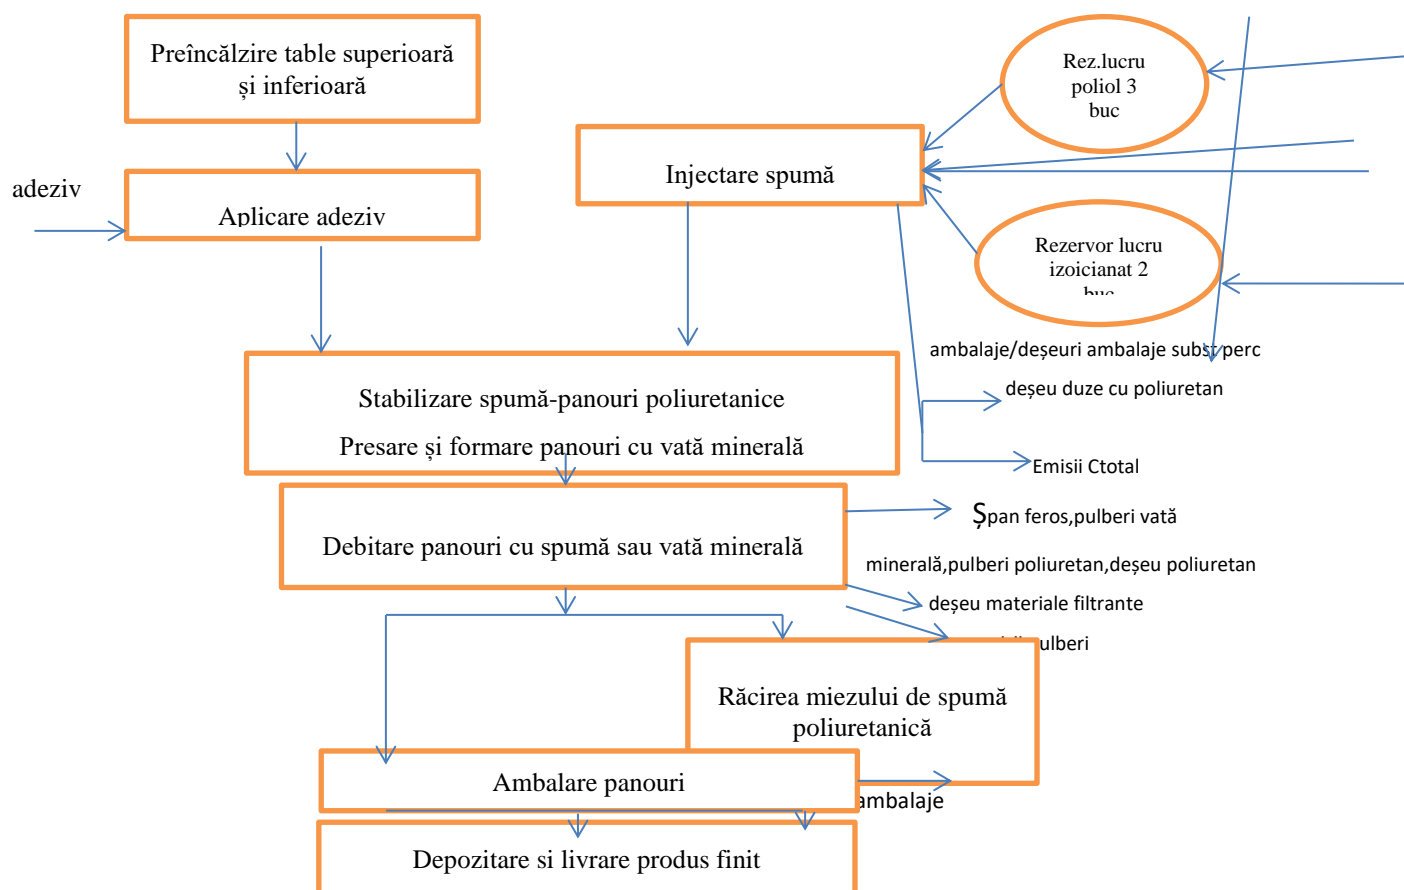 Preîncălzire table superioară
și inferioară
Rez.lucru
poliol 3
buc
Injectare spumă
adeziv
Aplicare adeziv
Rezervor lucru
izoicianat 2
buc
ambalaje/deșeuri ambalaje subst perc
deșeu duze cu poliuretan
Stabilizare spumă-panouri poliuretanice
Presare și formare panouri cu vată minerală
Emisii Ctotal
Șpan feros,pulberi vată
Debitare panouri cu spumă sau vată minerală
minerală,pulberi poliuretan,deșeu poliuretan
deșeu materiale filtrante
ulberi
Răcirea miezului de spumă
poliuretanică
Ambalare panouri
ambalaje
Depozitare si livrare produs finit